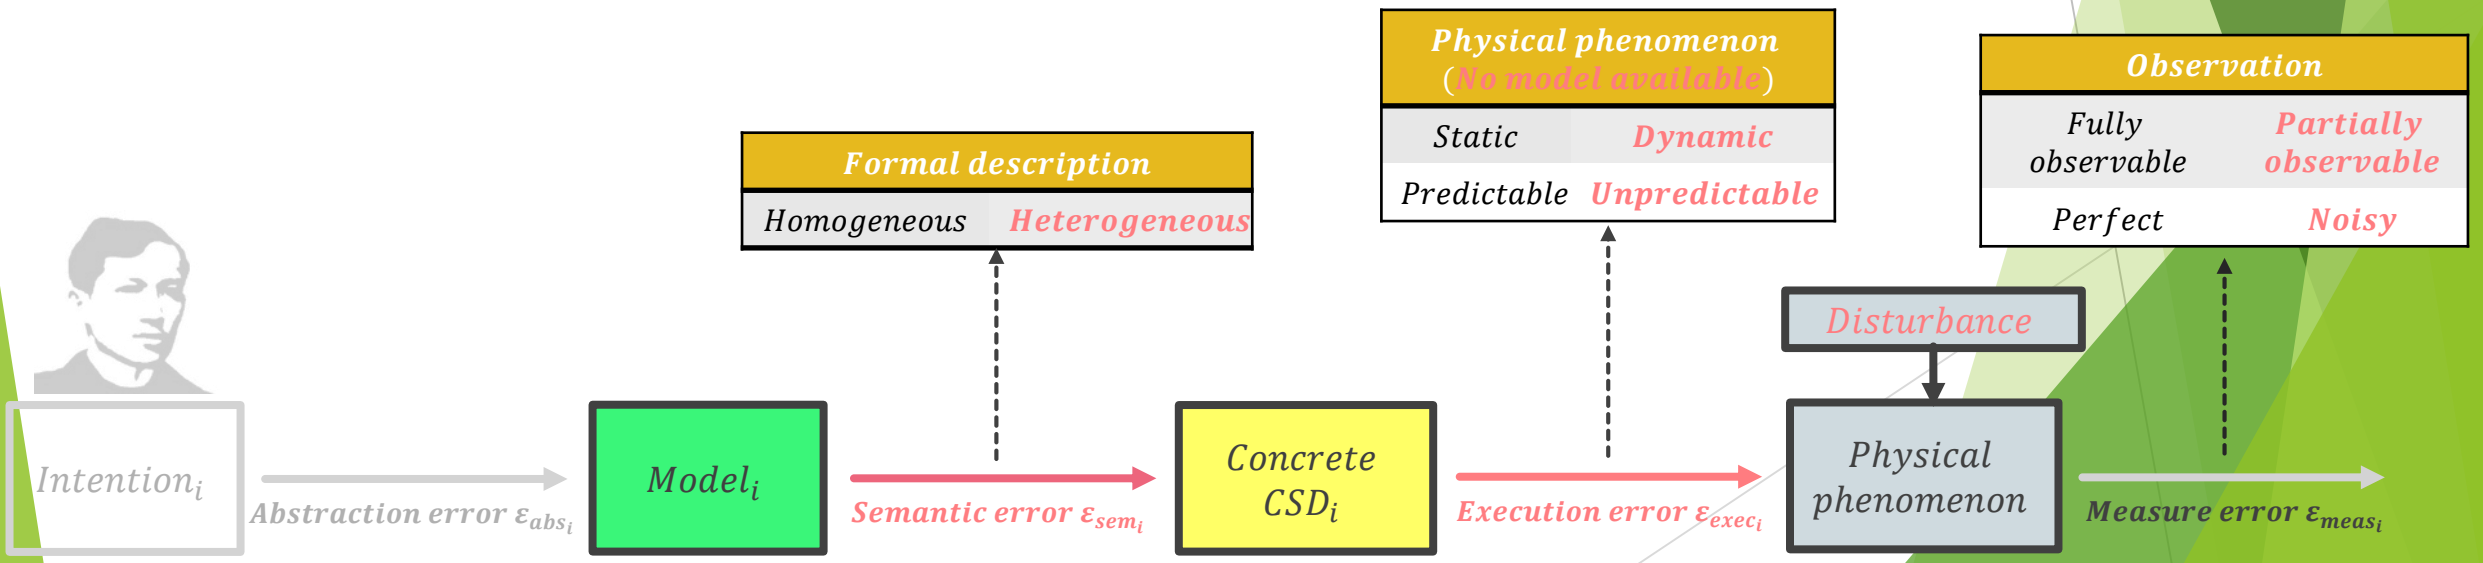 Physical phenomenon
(No model available)
Static Dynamic
Predictable Unpredictable
Observation
Fully observable Partially observable
Perfect Noisy
Formal description
Homogeneous Heterogeneous
Disturbance
Intention_i
Abstraction error ε_abs_i
Model_i
Semantic error ε_sem_i
Concrete
CSD_i
Execution error ε_exec_i
Physical
phenomenon
Measure error ε_meas_i